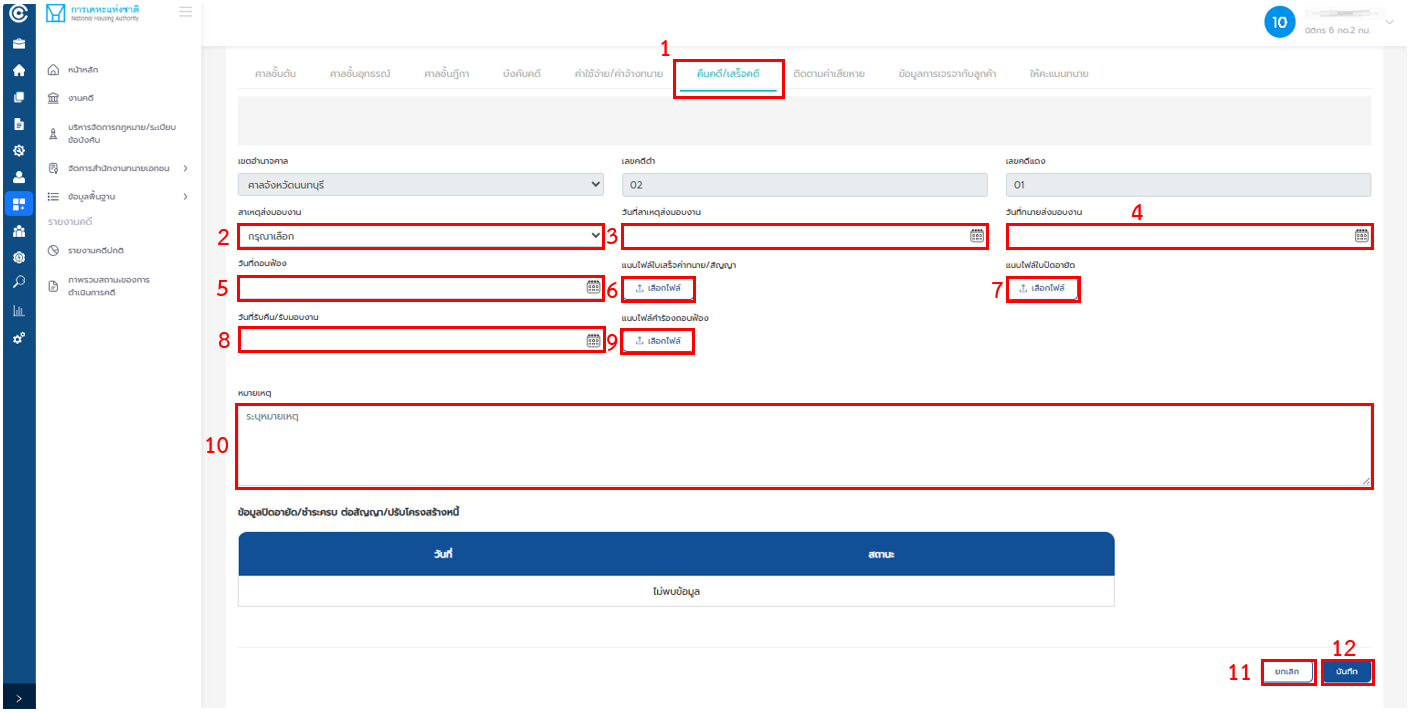 การเคหะแห่งชาติ
National Housing Authority
10
นิติกร 6 กด.2 กม.
หน้าหลัก
งานคดี
บริหารจัดการกฎหมาย/ระเบียบ
ข้อบังคับ
จัดการสำนักงานทนายเอกชน
ข้อมูลพื้นฐาน
รายงานคดี
รายงานคดีปกติ
ภาพรวมสถานะของการ
ดำเนินการคดี
1
ศาลชั้นต้น ศาลชั้นอุทธรณ์ ศาลชั้นฎีกา บังคับคดี ค่าใช้จ่าย/ค่าจ้างทนาย คืนคดี/เสร็จคดี ติดตามค่าเสียหาย ข้อมูลการเจรจากับลูกค้า ให้คะแนนทนาย
เขตอำนาจศาล เลขคดีดำ เลขคดีแดง
ศาลจังหวัดนนทบุรี 02 01
สาเหตุส่งมอบงาน วันที่สาเหตุส่งมอบงาน วันที่ทนายส่งมอบงาน 4
2 กรุณาเลือก 3
วันที่ถอนฟ้อง แนบไฟล์ใบเสร็จค่าทนาย/สัญญา แนบไฟล์ใบปิดอายัด
5 6 เลือกไฟล์ 7 เลือกไฟล์
วันที่รับคืน/รับมอบงาน แนบไฟล์คำร้องถอนฟ้อง
8 9 เลือกไฟล์
หมายเหตุ
10 ระบุหมายเหตุ
ข้อมูลปิดอายัด/ชำระครบ ต่อสัญญา/ปรับโครงสร้างหนี้
วันที่ สถานะ
ไม่พบข้อมูล
12
11 ยกเลิก บันทึก